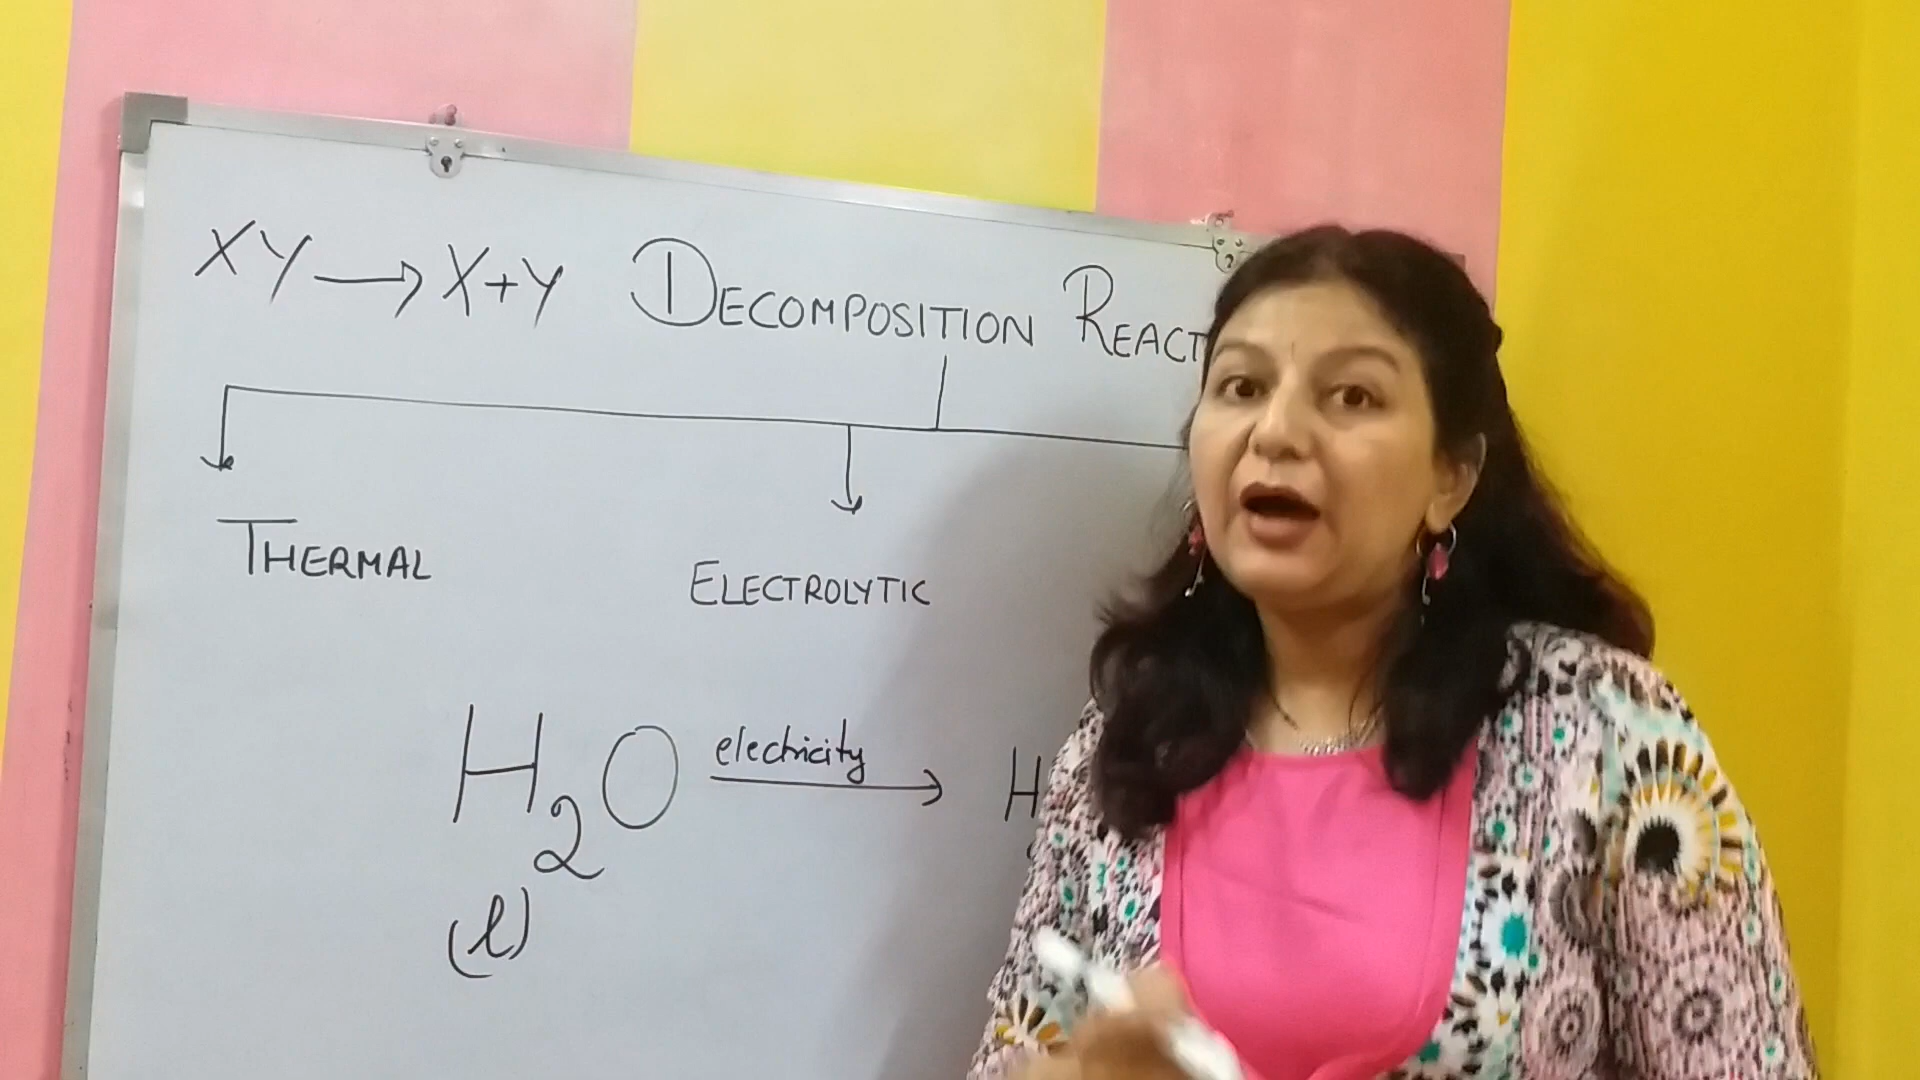 XY → X+Y DECOMPOSITION REACT
THERMAL
ELECTROLYTIC
H₂O electricity → H
(l)